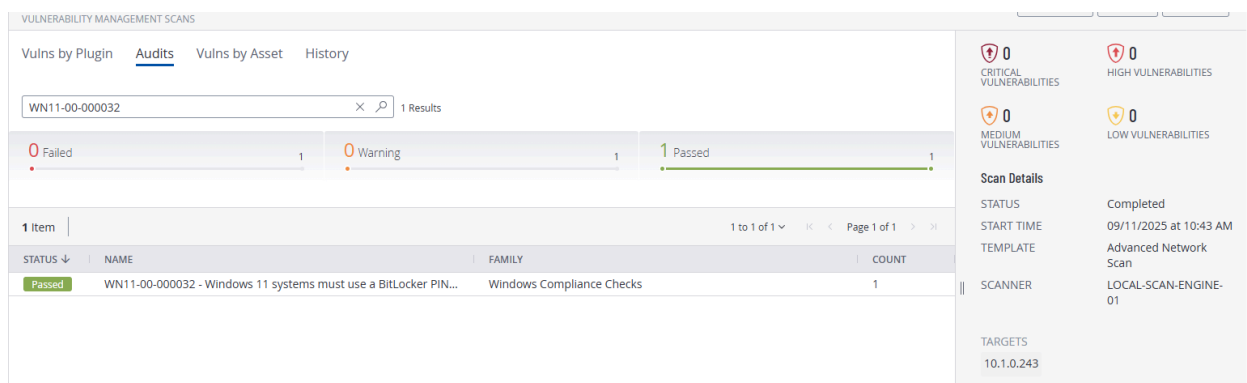 VULNERABILITY MANAGEMENT SCANS
Vulns by Plugin Audits Vulns by Asset History
WN11-00-000032 1 Results
0 Failed 1 0 Warning 1 1 Passed 1
1 Item 1 to 1 of 1 Page 1 of 1
STATUS NAME FAMILY COUNT
Passed WN11-00-000032 - Windows 11 systems must use a BitLocker PIN... Windows Compliance Checks 1
0 0
CRITICAL VULNERABILITIES HIGH VULNERABILITIES
0 0
MEDIUM VULNERABILITIES LOW VULNERABILITIES
Scan Details
STATUS Completed
START TIME 09/11/2025 at 10:43 AM
TEMPLATE Advanced Network
Scan
SCANNER LOCAL-SCAN-ENGINE-
01
TARGETS
10.1.0.243